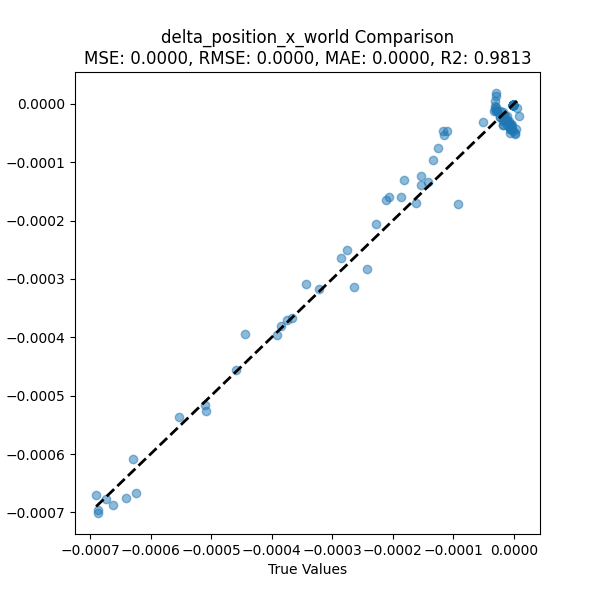 delta_position_x_world Comparison
MSE: 0.0000, RMSE: 0.0000, MAE: 0.0000, R2: 0.9813
0.0000
−0.0001
−0.0002
−0.0003
−0.0004
−0.0005
−0.0006
−0.0007
−0.0007 −0.0006 −0.0005 −0.0004 −0.0003 −0.0002 −0.0001 0.0000
True Values